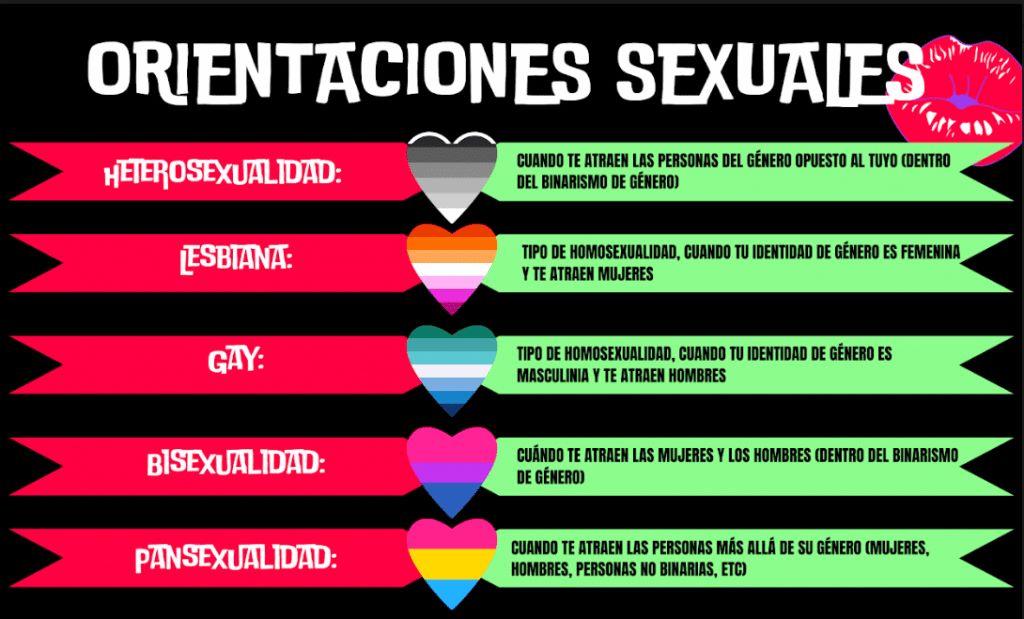 ORIENTACIONES SEXUALES
HETEROSEXUALIDAD:
CUANDO TE ATRAEN LAS PERSONAS DEL GÉNERO OPUESTO AL TUYO (DENTRO
DEL BINARISMO DE GÉNERO)
LESBIANA:
TIPO DE HOMOSEXUALIDAD, CUANDO TU IDENTIDAD DE GÉNERO ES FEMENINA
Y TE ATRAEN MUJERES
GAY:
TIPO DE HOMOSEXUALIDAD, CUANDO TU IDENTIDAD DE GÉNERO ES
MASCULINIA Y TE ATRAEN HOMBRES
BISEXUALIDAD:
CUÁNDO TE ATRAEN LAS MUJERES Y LOS HOMBRES (DENTRO DEL BINARISMO
DE GÉNERO)
PANSEXUALIDAD:
CUANDO TE ATRAEN LAS PERSONAS MÁS ALLÁ DE SU GÉNERO (MUJERES,
HOMBRES, PERSONAS NO BINARIAS, ETC)